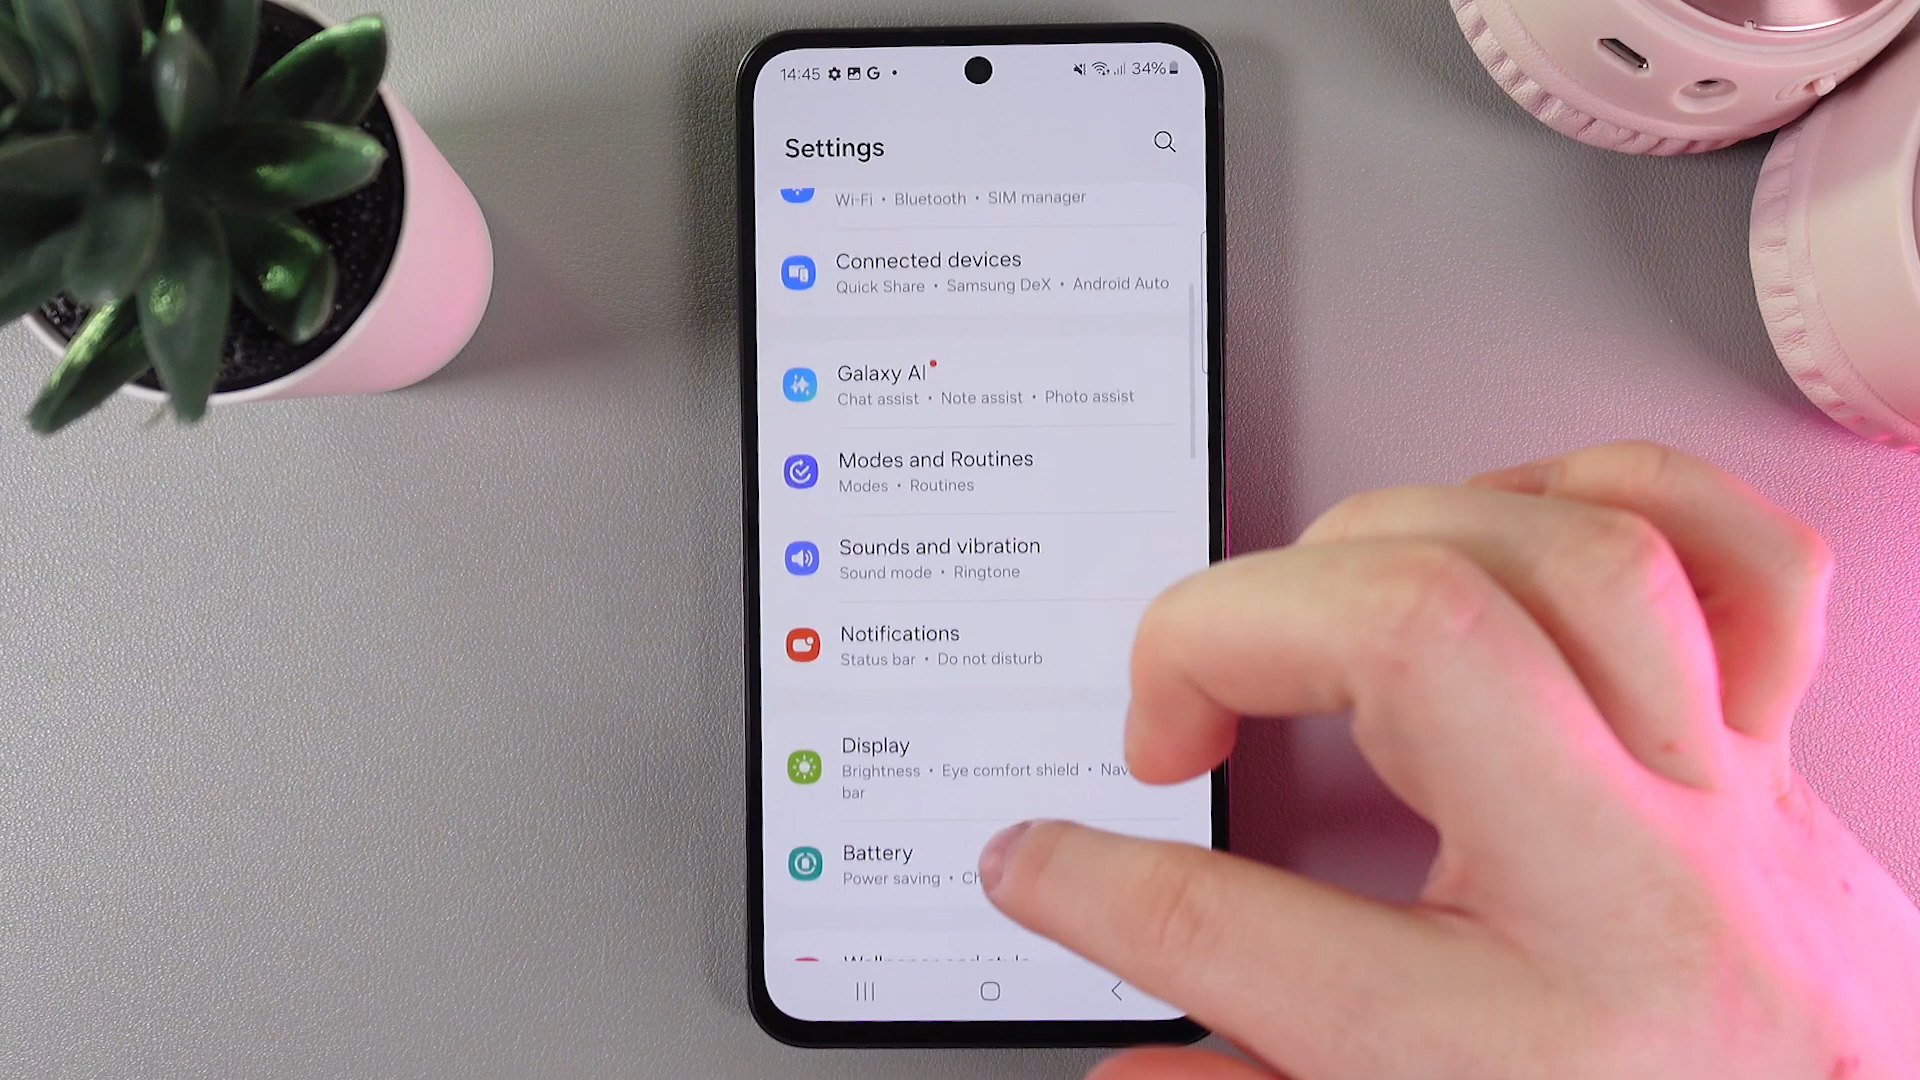 14:45 G 34%
Settings
Wi-Fi • Bluetooth • SIM manager
Connected devices
Quick Share • Samsung DeX • Android Auto
Galaxy AI
Chat assist • Note assist • Photo assist
Modes and Routines
Modes • Routines
Sounds and vibration
Sound mode • Ringtone
Notifications
Status bar • Do not disturb
Display
Brightness • Eye comfort shield •
bar
Battery
Power saving •